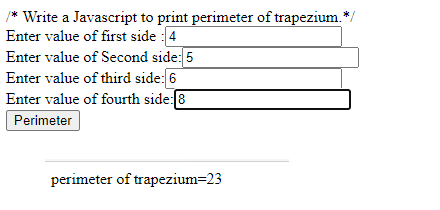 /* Write a Javascript to print perimeter of trapezium.*/
Enter value of first side : 4
Enter value of Second side: 5
Enter value of third side: 6
Enter value of fourth side: 8
Perimeter
perimeter of trapezium=23